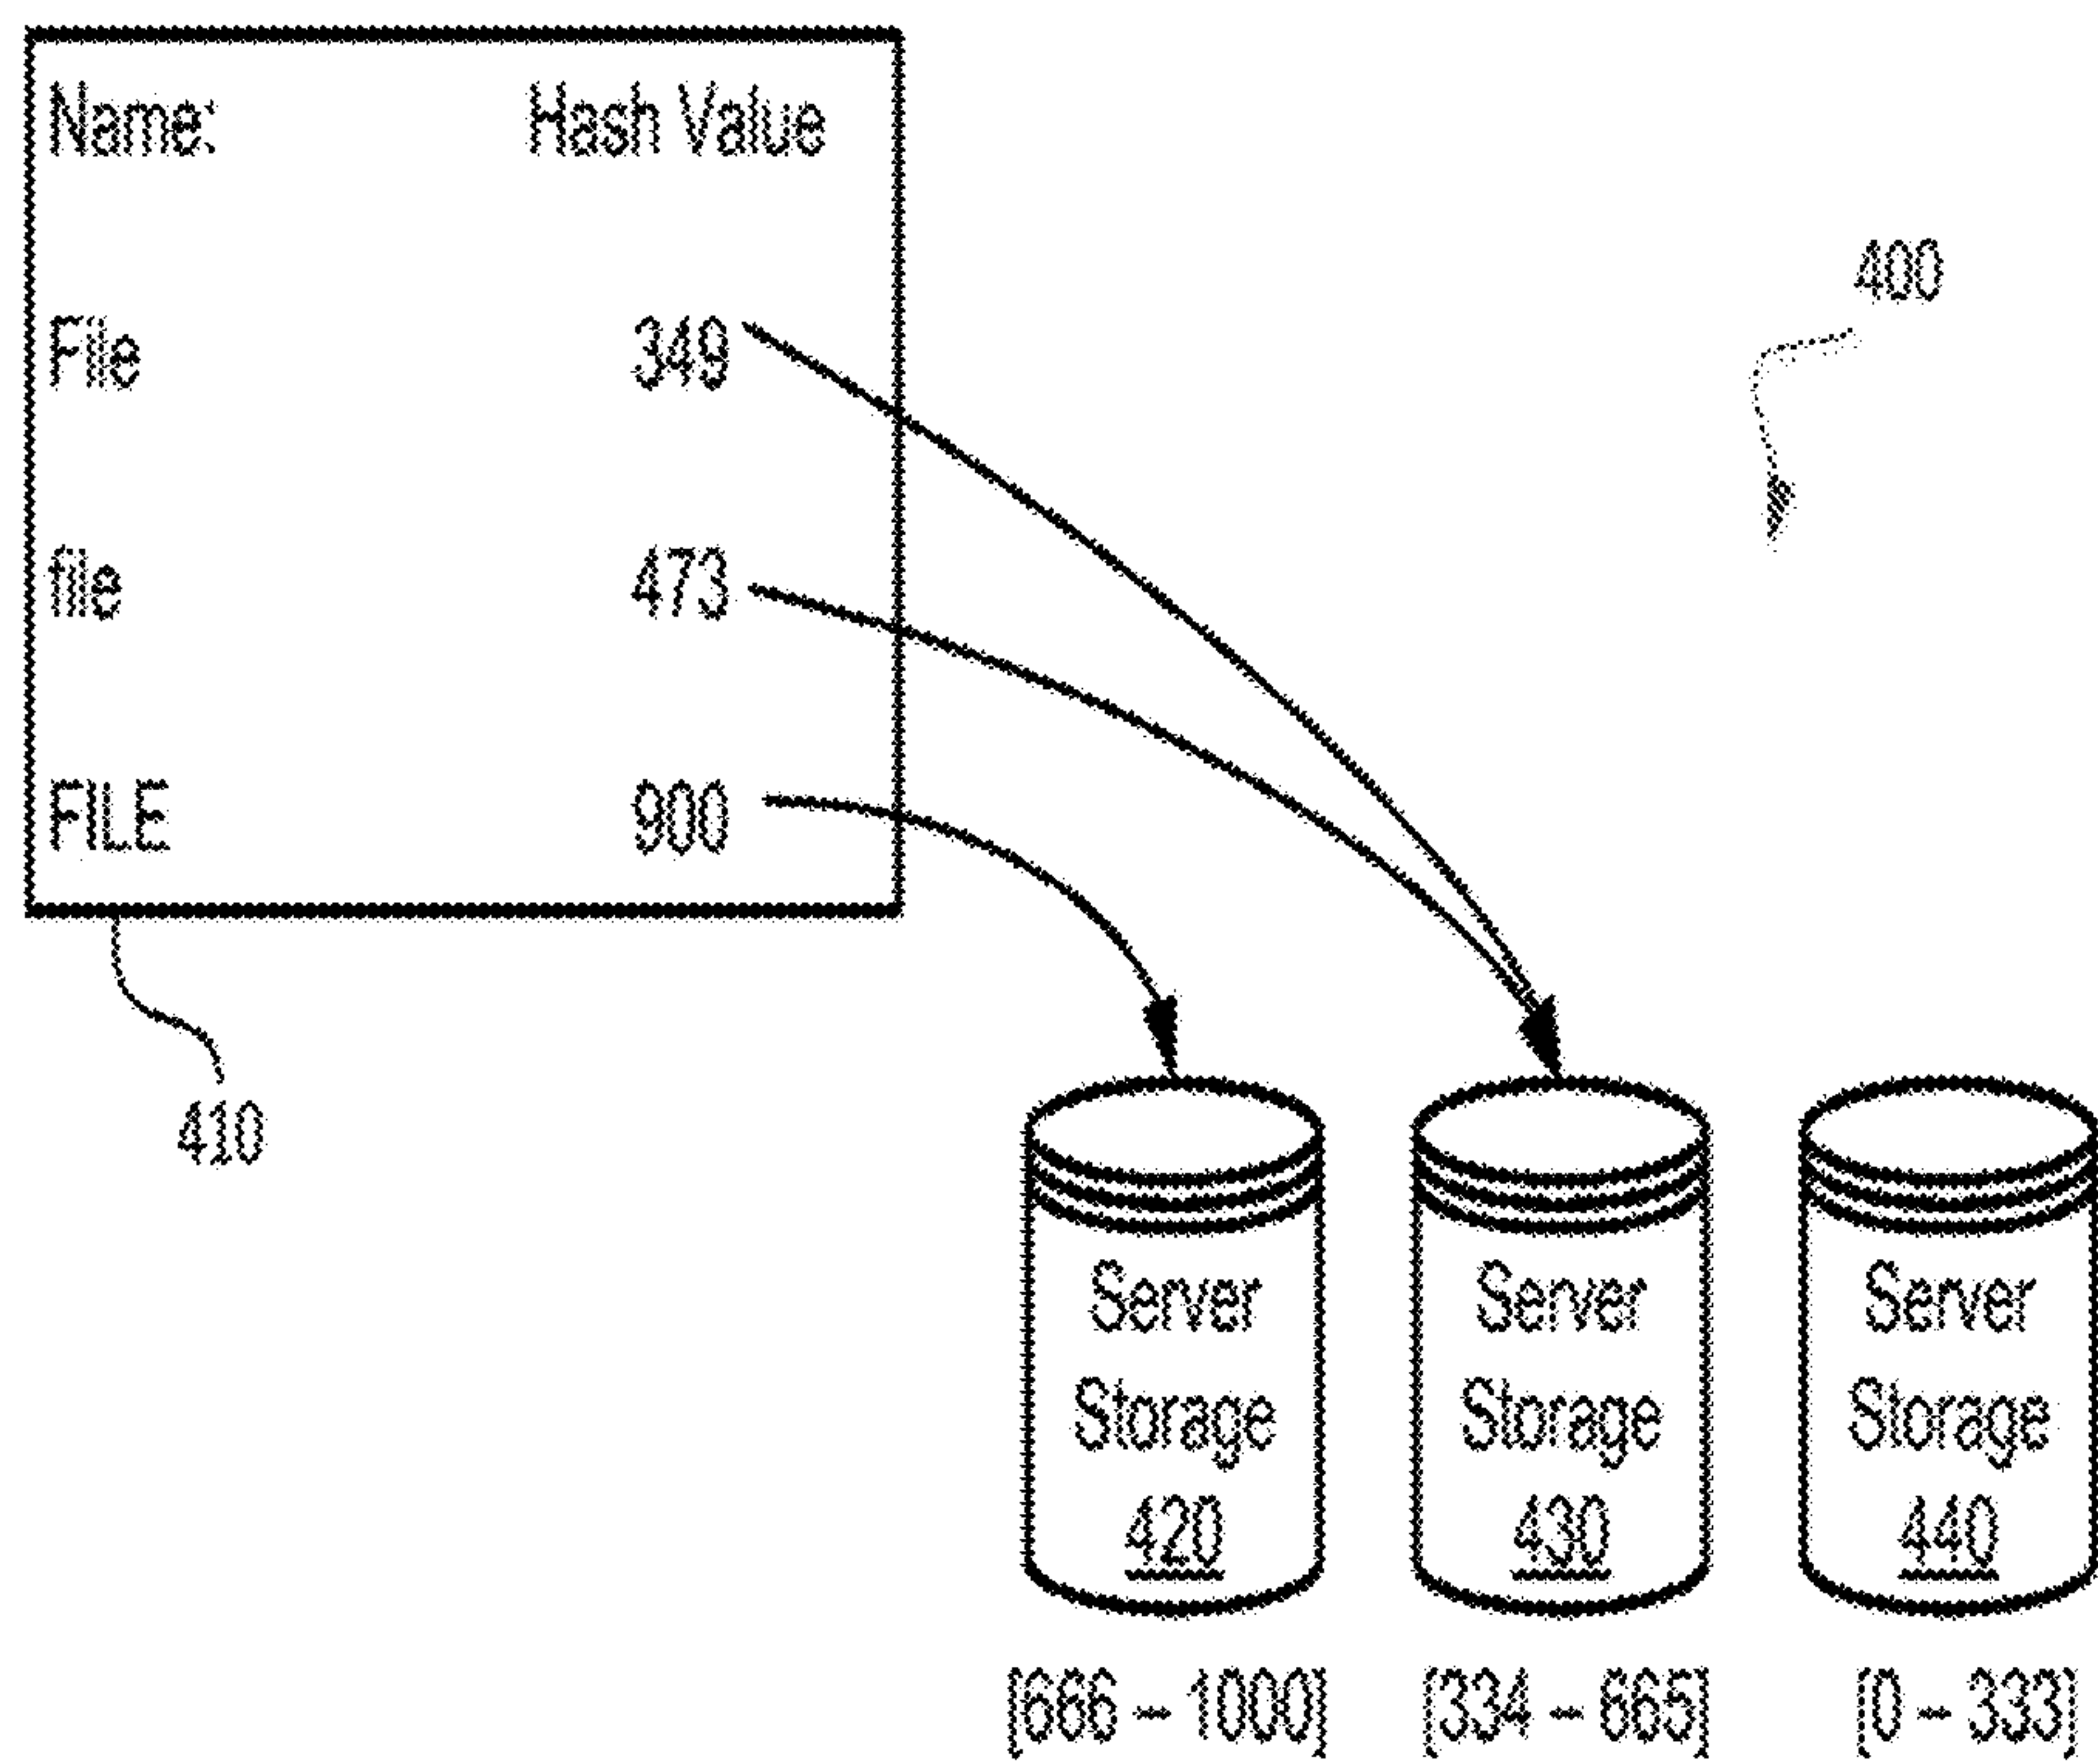 Name: Hash Value
400
File 349
file 473
FILE 900
410
Server Server Server
Storage Storage Storage
420 430 440
[666 - 1000] [334 - 665] [0 - 333]